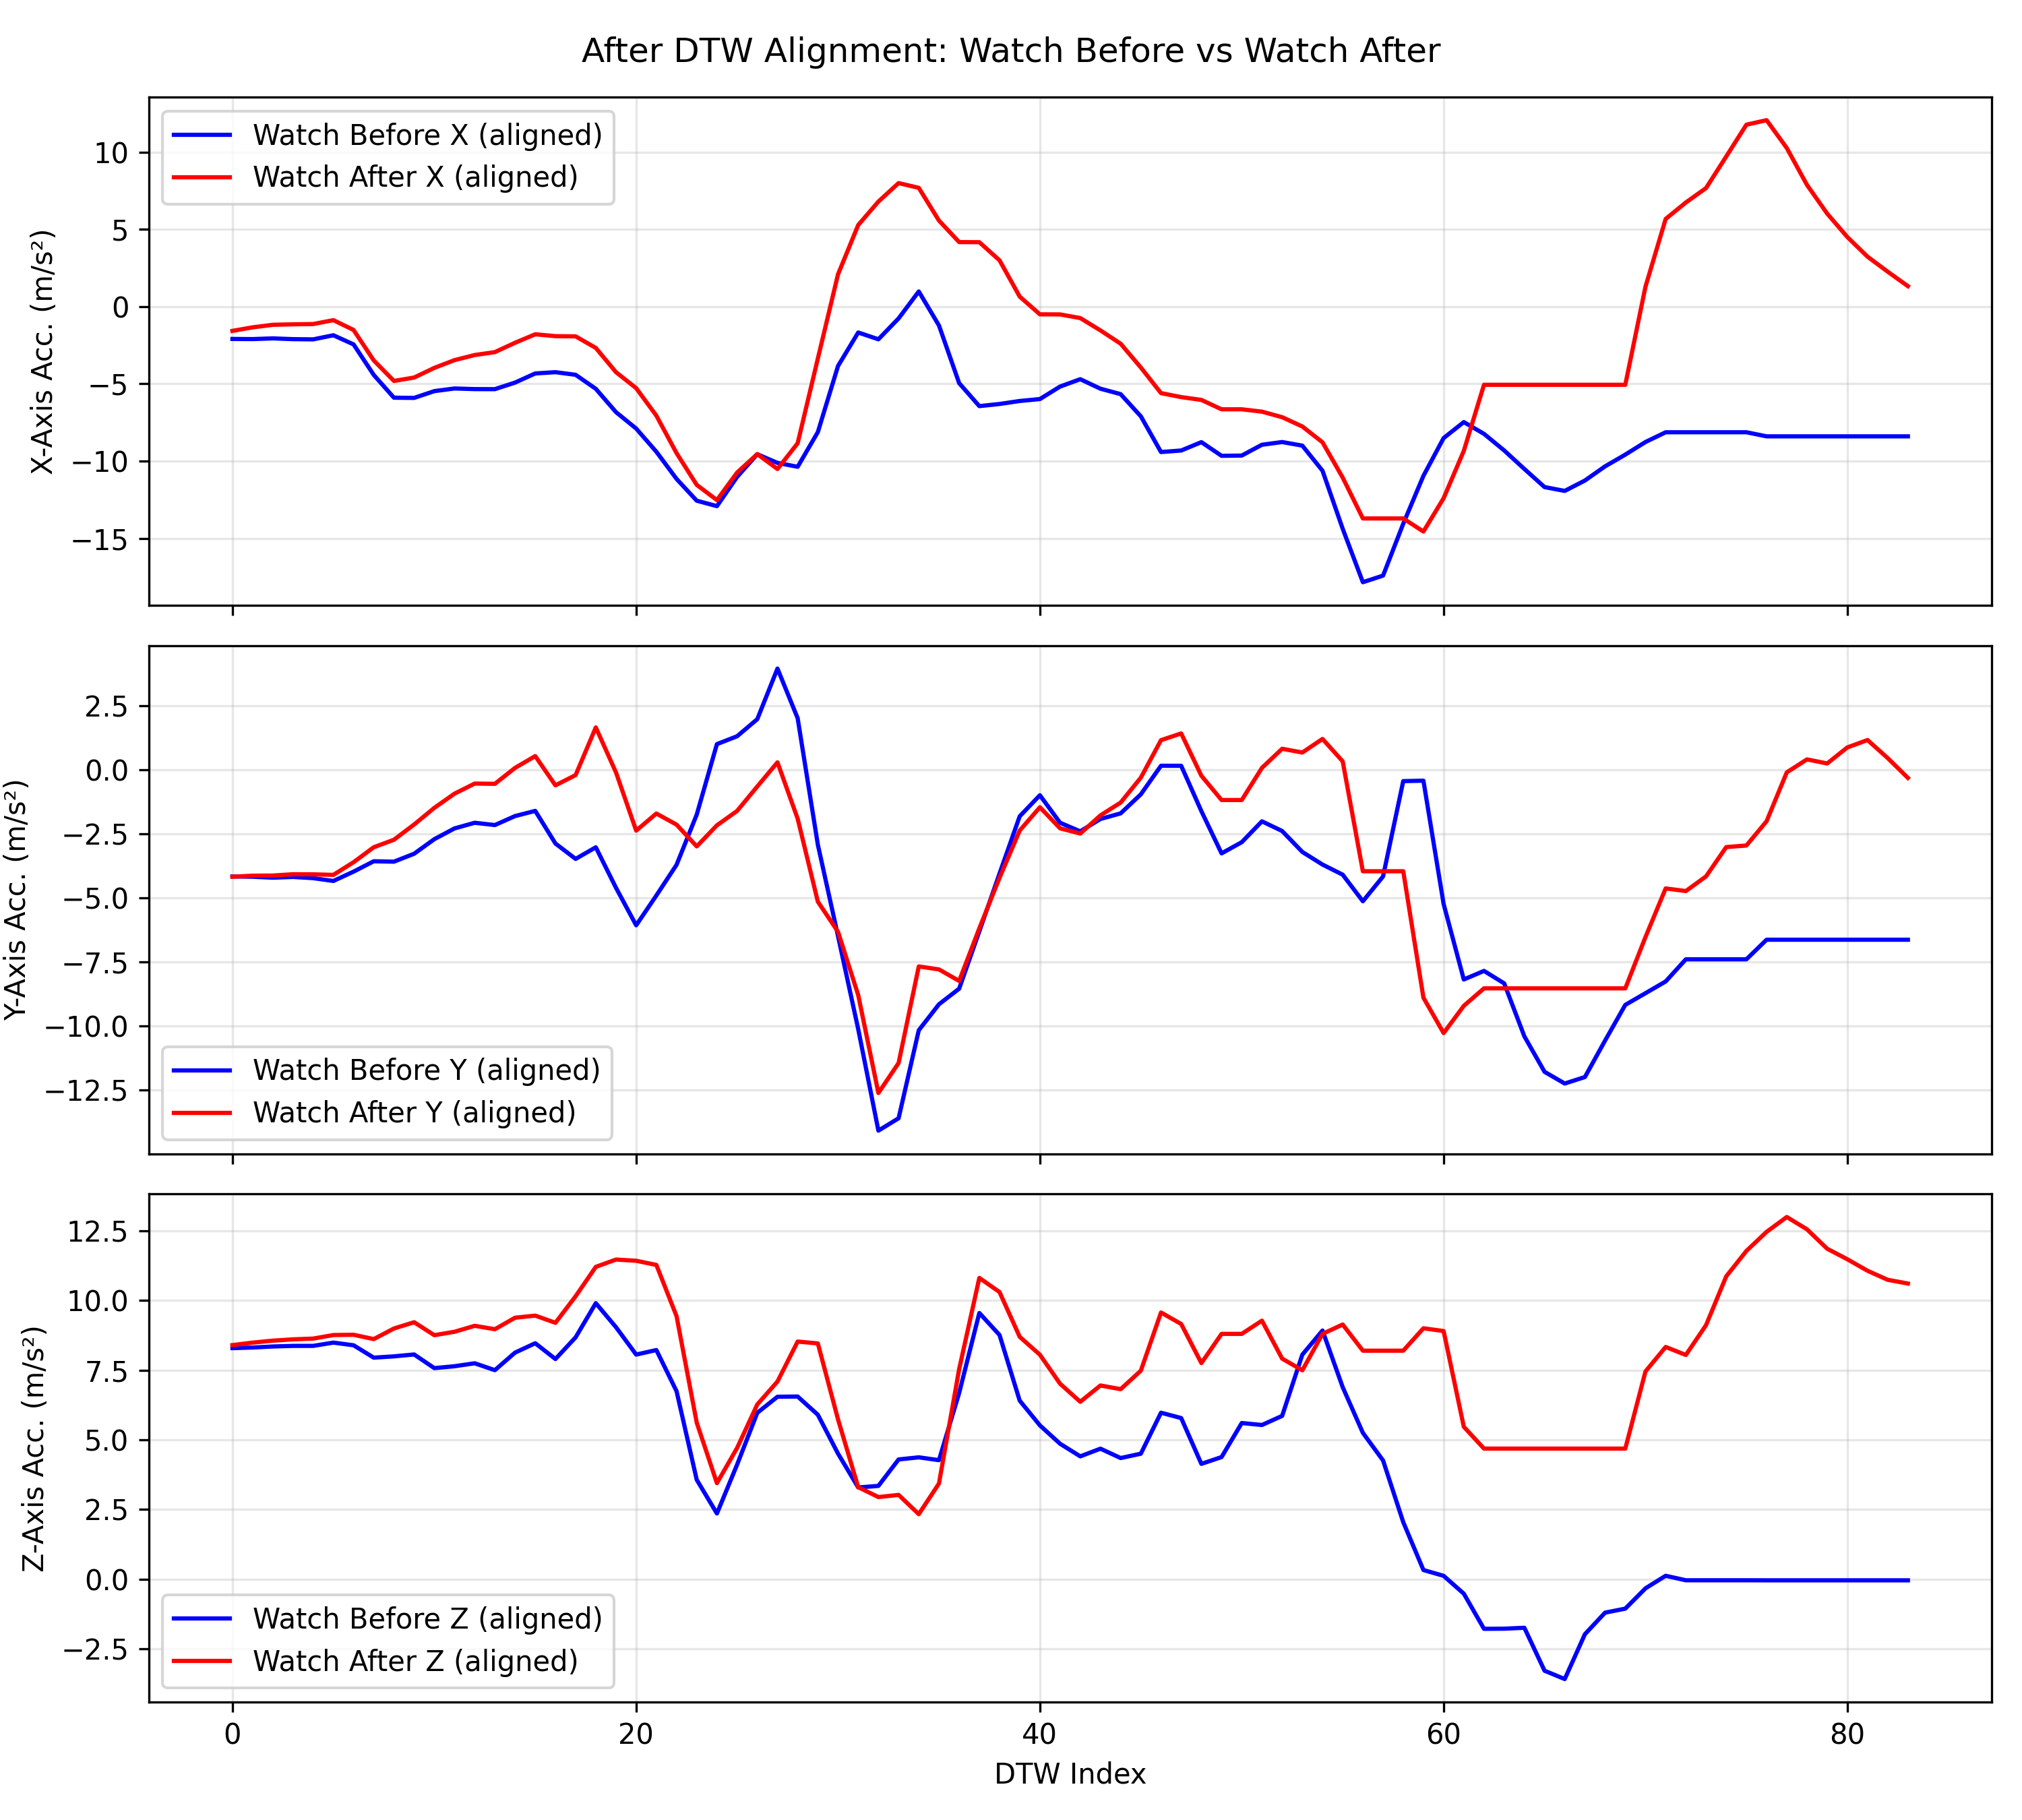 After DTW Alignment: Watch Before vs Watch After
Watch Before X (aligned)
Watch After X (aligned)
10
5
0
−5
−10
−15
X-Axis Acc. (m/s²)
2.5
0.0
−2.5
−5.0
−7.5
−10.0
−12.5
Y-Axis Acc. (m/s²)
Watch Before Y (aligned)
Watch After Y (aligned)
12.5
10.0
7.5
5.0
2.5
0.0
−2.5
Z-Axis Acc. (m/s²)
Watch Before Z (aligned)
Watch After Z (aligned)
0 20 40 60 80
DTW Index